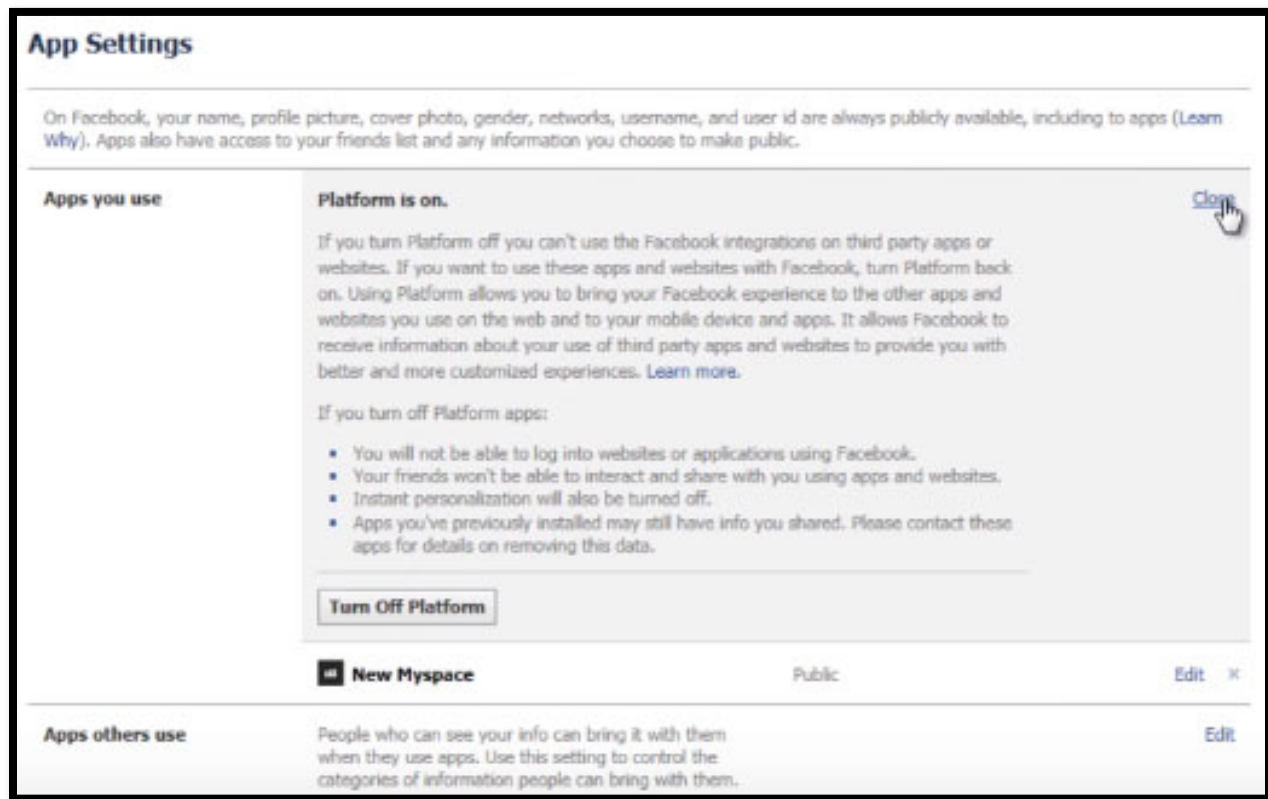 App Settings
On Facebook, your name, profile picture, cover photo, gender, networks, username, and user id are always publicly available, including to apps (Learn
Why). Apps also have access to your friends list and any information you choose to make public.
Apps you use
Platform is on.
Close
If you turn Platform off you can't use the Facebook integrations on third party apps or
websites. If you want to use these apps and websites with Facebook, turn Platform back
on. Using Platform allows you to bring your Facebook experience to the other apps and
websites you use on the web and to your mobile device and apps. It allows Facebook to
receive information about your use of third party apps and websites to provide you with
better and more customized experiences. Learn more.
If you turn off Platform apps:
You will not be able to log into websites or applications using Facebook.
Your friends won't be able to interact and share with you using apps and websites.
Instant personalization will also be turned off.
Apps you've previously installed may still have info you shared. Please contact these
apps for details on removing this data.
Turn Off Platform
New Myspace
Public
Edit ×
Apps others use
People who can see your info can bring it with them
when they use apps. Use this setting to control the
categories of information people can bring with them.
Edit